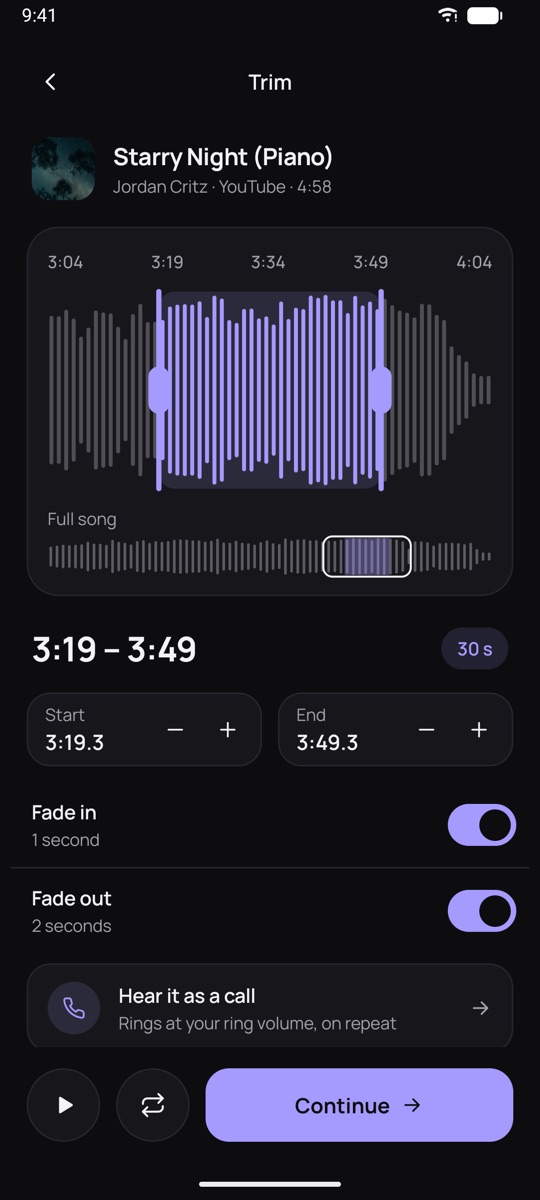 9:41
Trim
Starry Night (Piano)
Jordan Critz · YouTube · 4:58
3:04 3:19 3:34 3:49 4:04
Full song
3:19 – 3:49
30 s
Start
3:19.3
End
3:49.3
Fade in
1 second
Fade out
2 seconds
Hear it as a call
Rings at your ring volume, on repeat
Continue